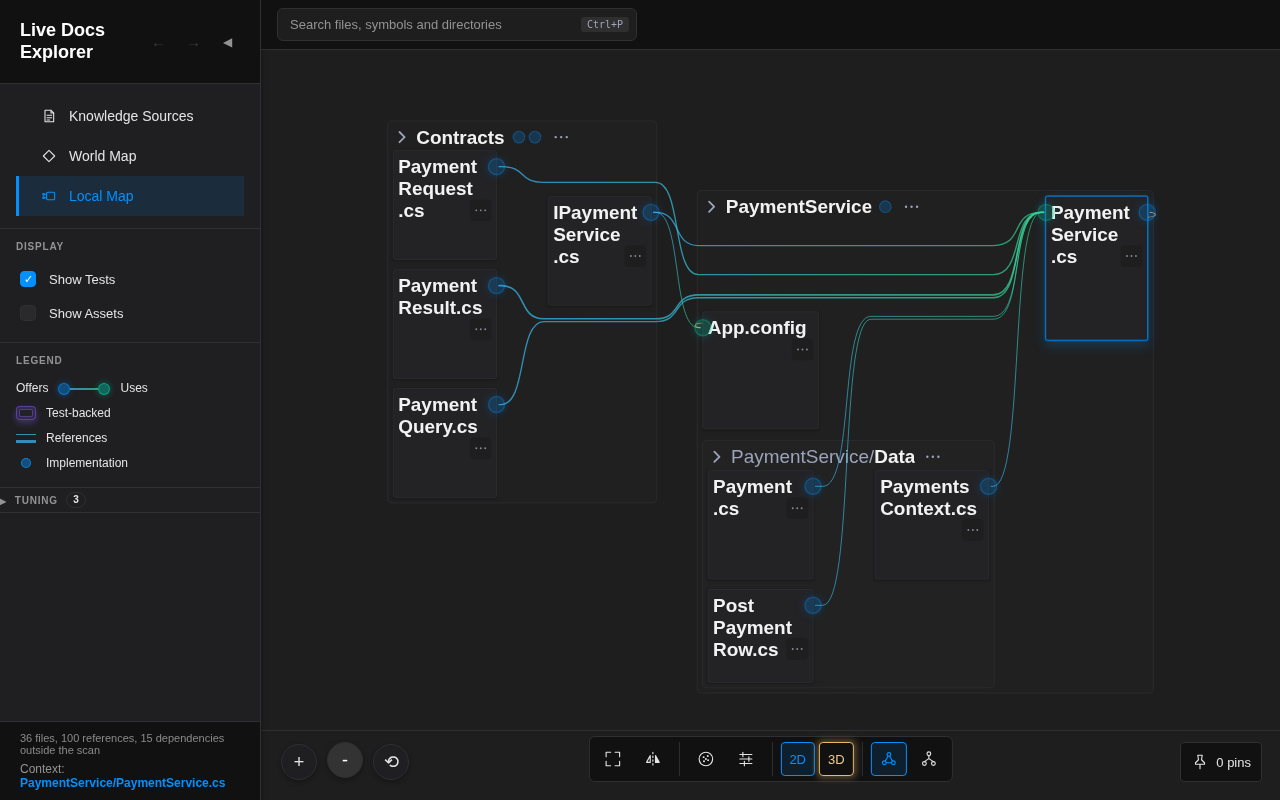 Live Docs
Explorer
Search files, symbols and directories
Ctrl+P
Knowledge Sources
World Map
Local Map
DISPLAY
Show Tests
Show Assets
LEGEND
Offers
Uses
Test-backed
References
Implementation
TUNING 3
36 files, 100 references, 15 dependencies
outside the scan
Context:
PaymentService/PaymentService.cs
Contracts
Payment
Request
.cs
IPayment
Service
.cs
Payment
Result.cs
Payment
Query.cs
PaymentService
Payment
Service
.cs
App.config
PaymentService/Data
Payment
.cs
Payments
Context.cs
Post
Payment
Row.cs
2D
3D
0 pins